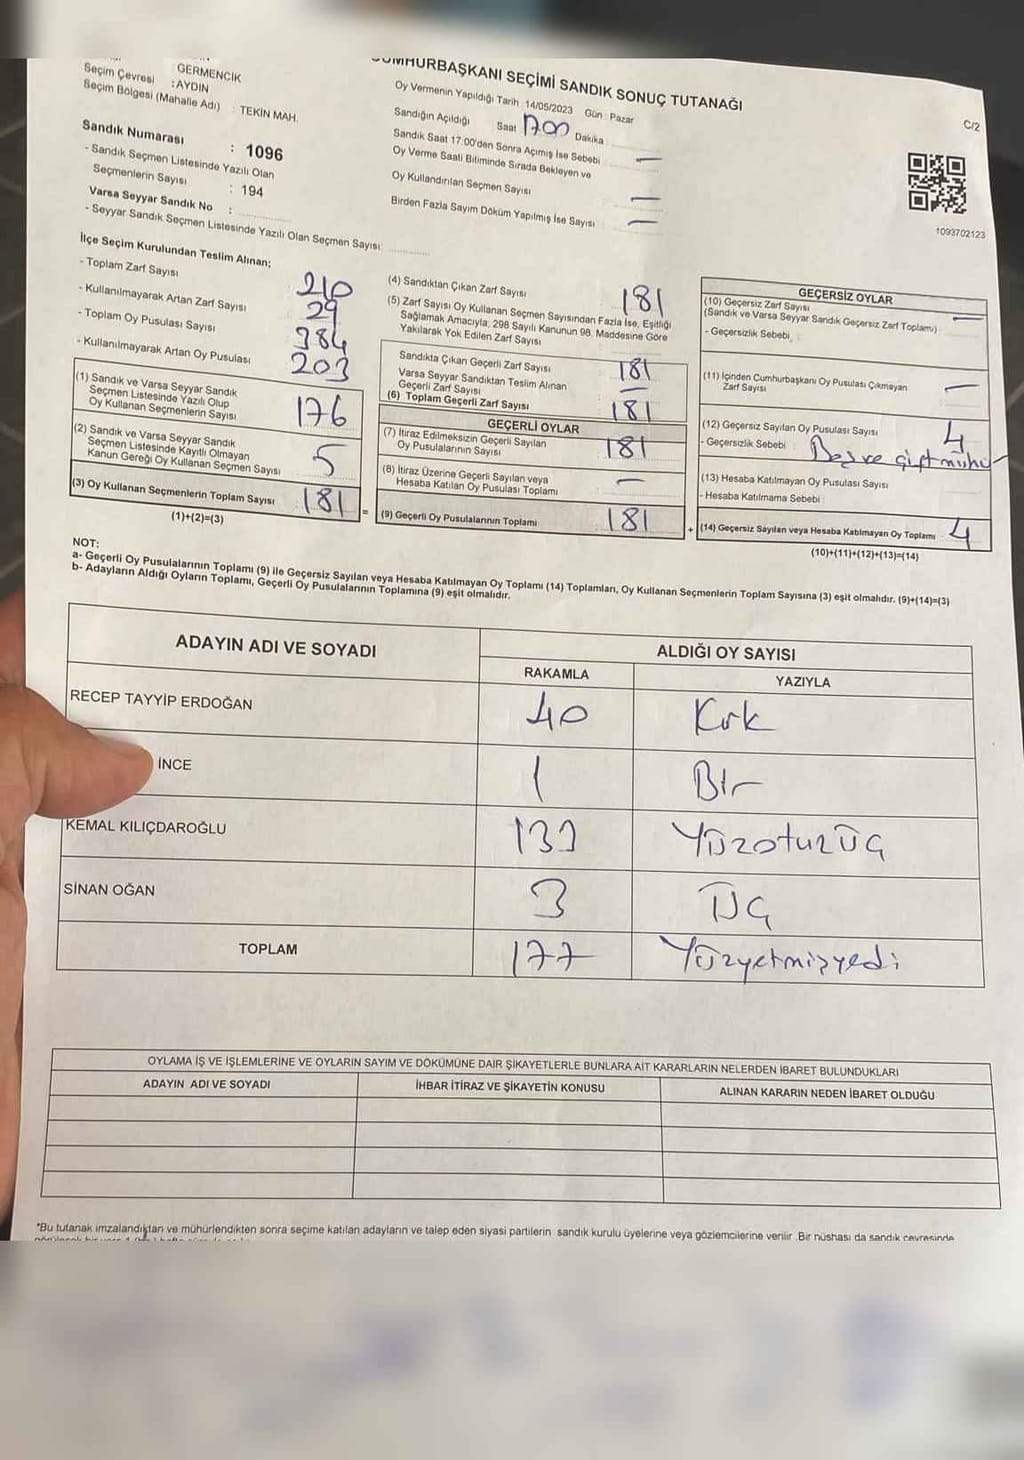 GERMENCİK
Seçim Çevresi : AYDIN
Seçim Bölgesi (Mahalle Adı) : TEKİN MAH.
Sandık Numarası : 1096
- Sandık Seçmen Listesinde Yazılı Olan
Seçmenlerin Sayısı : 194
Varsa Seyyar Sandık No :
- Seyyar Sandık Seçmen Listesinde Yazılı Olan Seçmen Sayısı:
CUMHURBAŞKANI SEÇİMİ SANDIK SONUÇ TUTANAĞI
Oy Vermenin Yapıldığı Tarih 14/05/2023 Gün : Pazar
Sandığın Açıldığı Saat 17.00 Dakika
Sandık Saat 17.00'den Sonra Açımış İse Sebebi —
Oy Verme Saati Bitiminde Sırada Bekleyen ve
Oy Kullandırılan Seçmen Sayısı —
Birden Fazla Sayım Döküm Yapılmış İse Sayısı —
C/2
1093702123
İlçe Seçim Kurulundan Teslim Alınan;
- Toplam Zarf Sayısı 210
- Kullanılmayarak Artan Zarf Sayısı 29
- Toplam Oy Pusulası Sayısı 384
- Kullanılmayarak Artan Oy Pusulası 203
(1) Sandık ve Varsa Seyyar Sandık
Seçmen Listesinde Yazılı Olup
Oy Kullanan Seçmenlerin Sayısı 176
(2) Sandık ve Varsa Seyyar Sandık
Seçmen Listesinde Kayıtlı Olmayan
Kanun Gereği Oy Kullanan Seçmen Sayısı 5
(3) Oy Kullanan Seçmenlerin Toplam Sayısı 181 =
(1)+(2)=(3)
(4) Sandıktan Çıkan Zarf Sayısı 181
(5) Zarf Sayısı Oy Kullanan Seçmen Sayısından Fazla İse, Eşitliği
Sağlamak Amacıyla, 298 Sayılı Kanunun 98. Maddesine Göre
Yakılarak Yok Edilen Zarf Sayısı
Sandıkta Çıkan Geçerli Zarf Sayısı 181
Varsa Seyyar Sandıktan Teslim Alınan
Geçerli Zarf Sayısı —
(6) Toplam Geçerli Zarf Sayısı 181
GEÇERLİ OYLAR
(7) İtiraz Edilmeksizin Geçerli Sayılan
Oy Pusulalarının Sayısı 181
(8) İtiraz Üzerine Geçerli Sayılan veya
Hesaba Katılan Oy Pusulası Toplamı —
(9) Geçerli Oy Pusulalarının Toplamı 181 +
GEÇERSİZ OYLAR
(10) Geçersiz Zarf Sayısı
(Sandık ve Varsa Seyyar Sandık Geçersiz Zarf Toplamı) —
- Geçersizlik Sebebi
(11) İçinden Cumhurbaşkanı Oy Pusulası Çıkmayan
Zarf Sayısı —
(12) Geçersiz Sayılan Oy Pusulası Sayısı 4
- Geçersizlik Sebebi : Boş ve çift mühür
(13) Hesaba Katılmayan Oy Pusulası Sayısı
- Hesaba Katılmama Sebebi
(14) Geçersiz Sayılan veya Hesaba Katılmayan Oy Toplamı 4
(10)+(11)+(12)+(13)=(14)
NOT:
a- Geçerli Oy Pusulalarının Toplamı (9) ile Geçersiz Sayılan veya Hesaba Katılmayan Oy Toplamı (14) Toplamları, Oy Kullanan Seçmenlerin Toplam Sayısına (3) eşit olmalıdır. (9)+(14)=(3)
b- Adayların Aldığı Oyların Toplamı, Geçerli Oy Pusulalarının Toplamına (9) eşit olmalıdır.
ADAYIN ADI VE SOYADI ALDIĞI OY SAYISI
RAKAMLA YAZIYLA
RECEP TAYYİP ERDOĞAN 40 Kırk
İNCE 1 Bir
KEMAL KILIÇDAROĞLU 133 Yüzotuzüç
SİNAN OĞAN 3 Üç
TOPLAM 177 Yüzyetmişyedi
OYLAMA İŞ VE İŞLEMLERİNE VE OYLARIN SAYIM VE DÖKÜMÜNE DAİR ŞİKAYETLERLE BUNLARA AİT KARARLARIN NELERDEN İBARET BULUNDUKLARI
ADAYIN ADI VE SOYADI İHBAR İTİRAZ VE ŞİKAYETİN KONUSU ALINAN KARARIN NEDEN İBARET OLDUĞU
*Bu tutanak imzalandıktan ve mühürlendikten sonra seçime katılan adayların ve talep eden siyasi partilerin sandık kurulu üyelerine veya gözlemcilerine verilir .Bir nüshası da sandık çevresinde